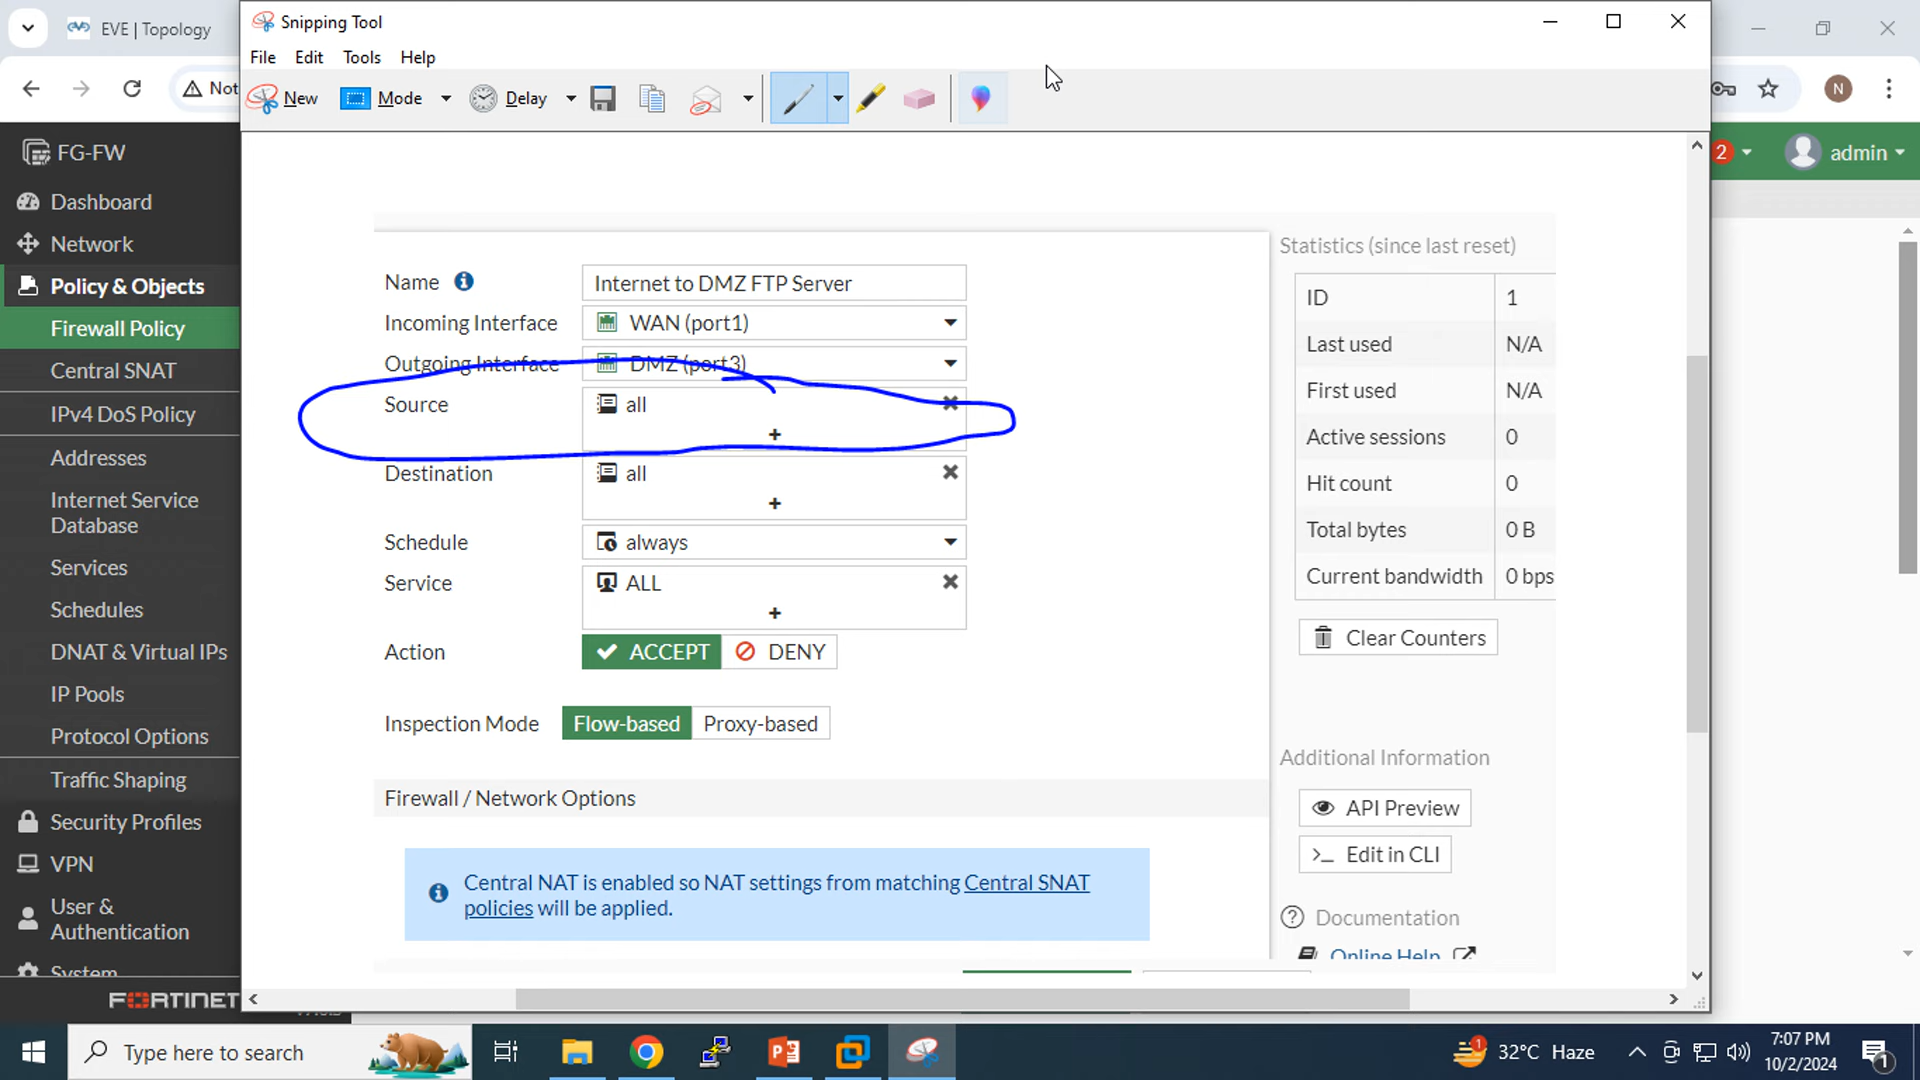 EVE | Topology
Snipping Tool
File Edit Tools Help
Not
New Mode Delay
N
FG-FW
2 admin
Dashboard
Network
Policy & Objects
Firewall Policy
Central SNAT
IPv4 DoS Policy
Addresses
Internet Service
Database
Services
Schedules
DNAT & Virtual IPs
IP Pools
Protocol Options
Traffic Shaping
Security Profiles
VPN
User &
Authentication
System
FORTINET
Name Internet to DMZ FTP Server
Incoming Interface WAN (port1)
Outgoing Interface DMZ (port3)
Source all
+
Destination all
+
Schedule always
Service ALL
+
Action ACCEPT DENY
Inspection Mode Flow-based Proxy-based
Firewall / Network Options
Central NAT is enabled so NAT settings from matching Central SNAT
policies will be applied.
Statistics (since last reset)
ID 1
Last used N/A
First used N/A
Active sessions 0
Hit count 0
Total bytes 0 B
Current bandwidth 0 bps
Clear Counters
Additional Information
API Preview
>_ Edit in CLI
Documentation
Online Help
Type here to search
1 32°C Haze
7:07 PM
10/2/2024
1